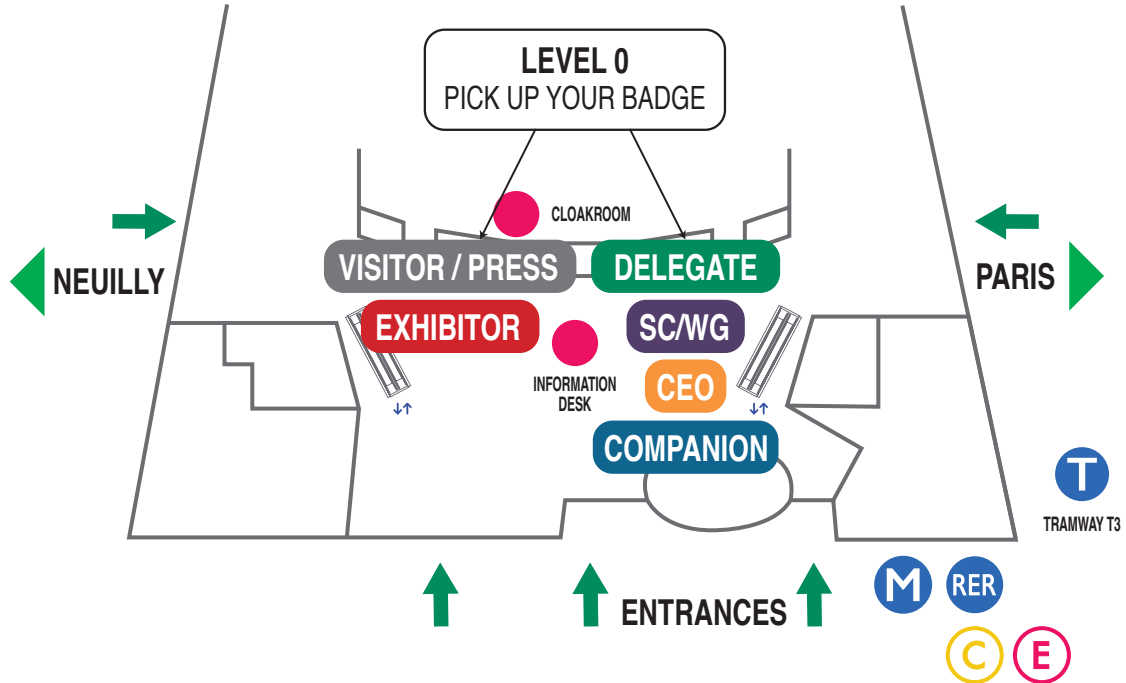 LEVEL 0
PICK UP YOUR BADGE
CLOAKROOM
VISITOR / PRESS
DELEGATE
NEUILLY
PARIS
EXHIBITOR
SC/WG
INFORMATION
DESK
CEO
COMPANION
T
TRAMWAY T3
M
RER
ENTRANCES
C
E